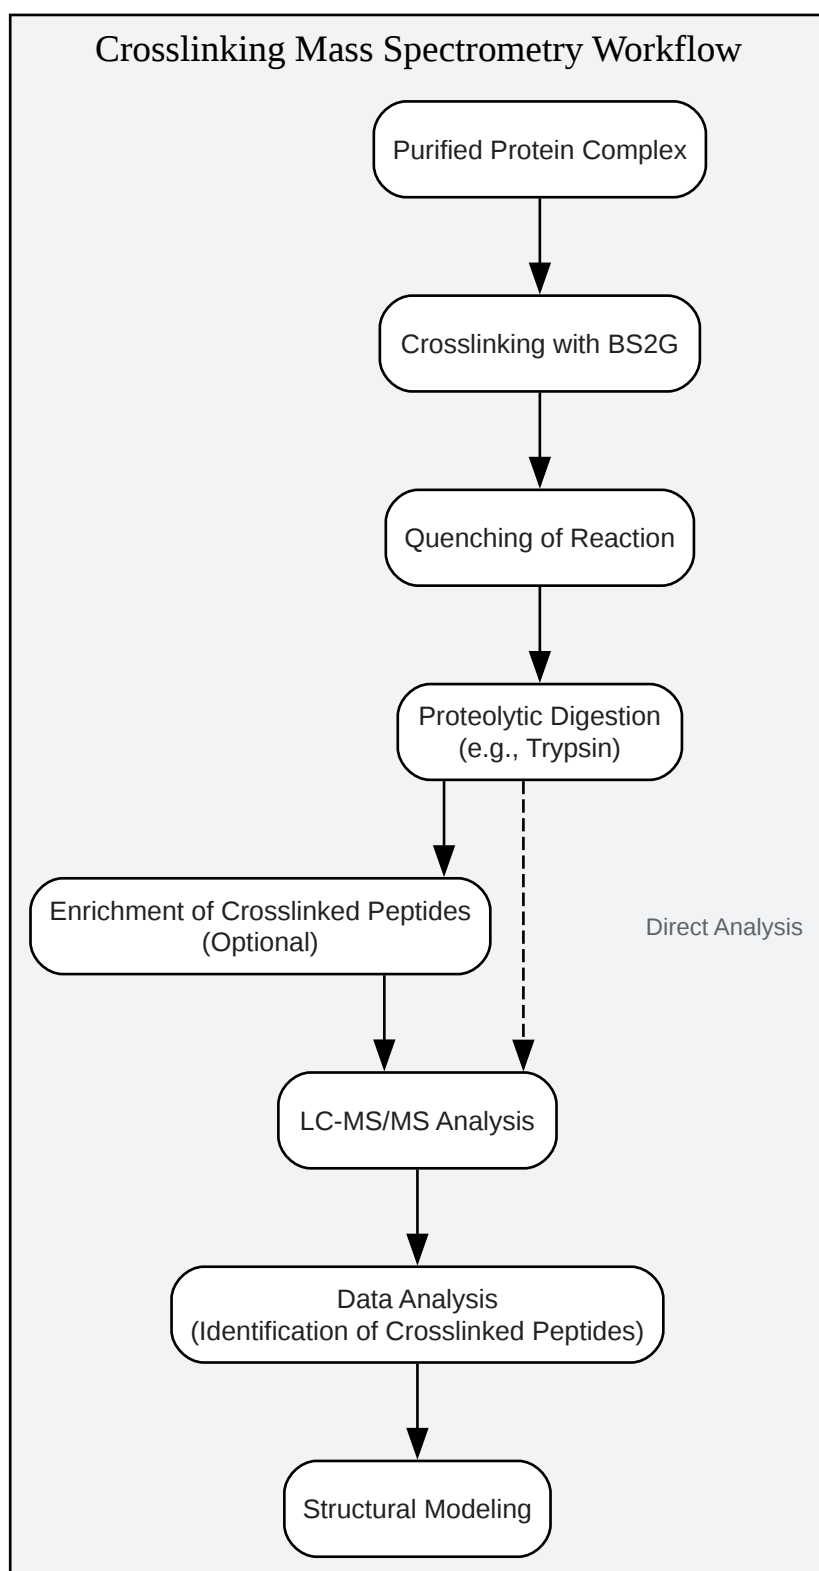 Crosslinking Mass Spectrometry Workflow
Purified Protein Complex
Crosslinking with BS2G
Quenching of Reaction
Proteolytic Digestion
(e.g., Trypsin)
Enrichment of Crosslinked Peptides
(Optional)
Direct Analysis
LC-MS/MS Analysis
Data Analysis
(Identification of Crosslinked Peptides)
Structural Modeling